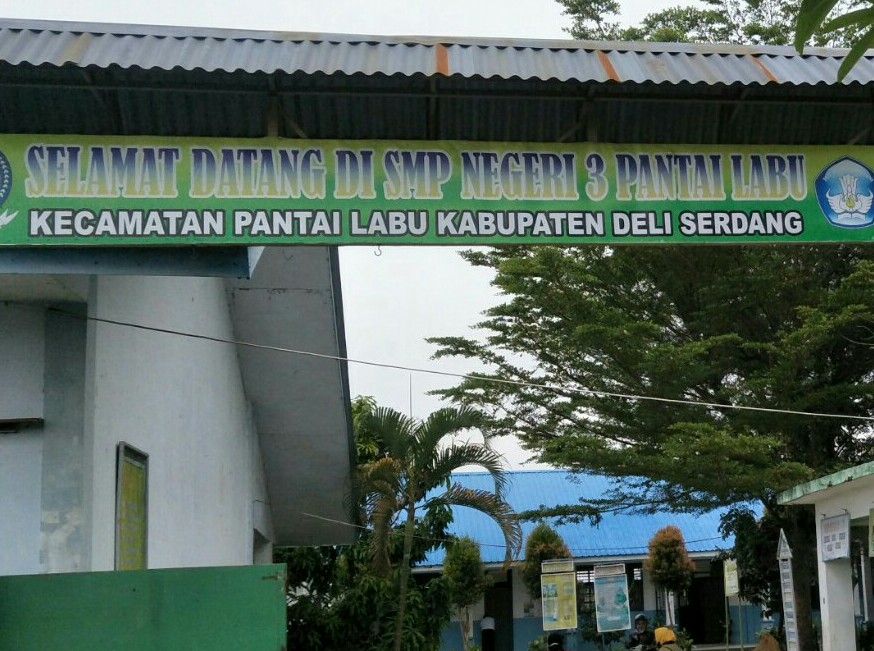 SELAMAT DATANG DI SMP NEGERI 3 PANTAI LABU
KECAMATAN PANTAI LABU KABUPATEN DELI SERDANG